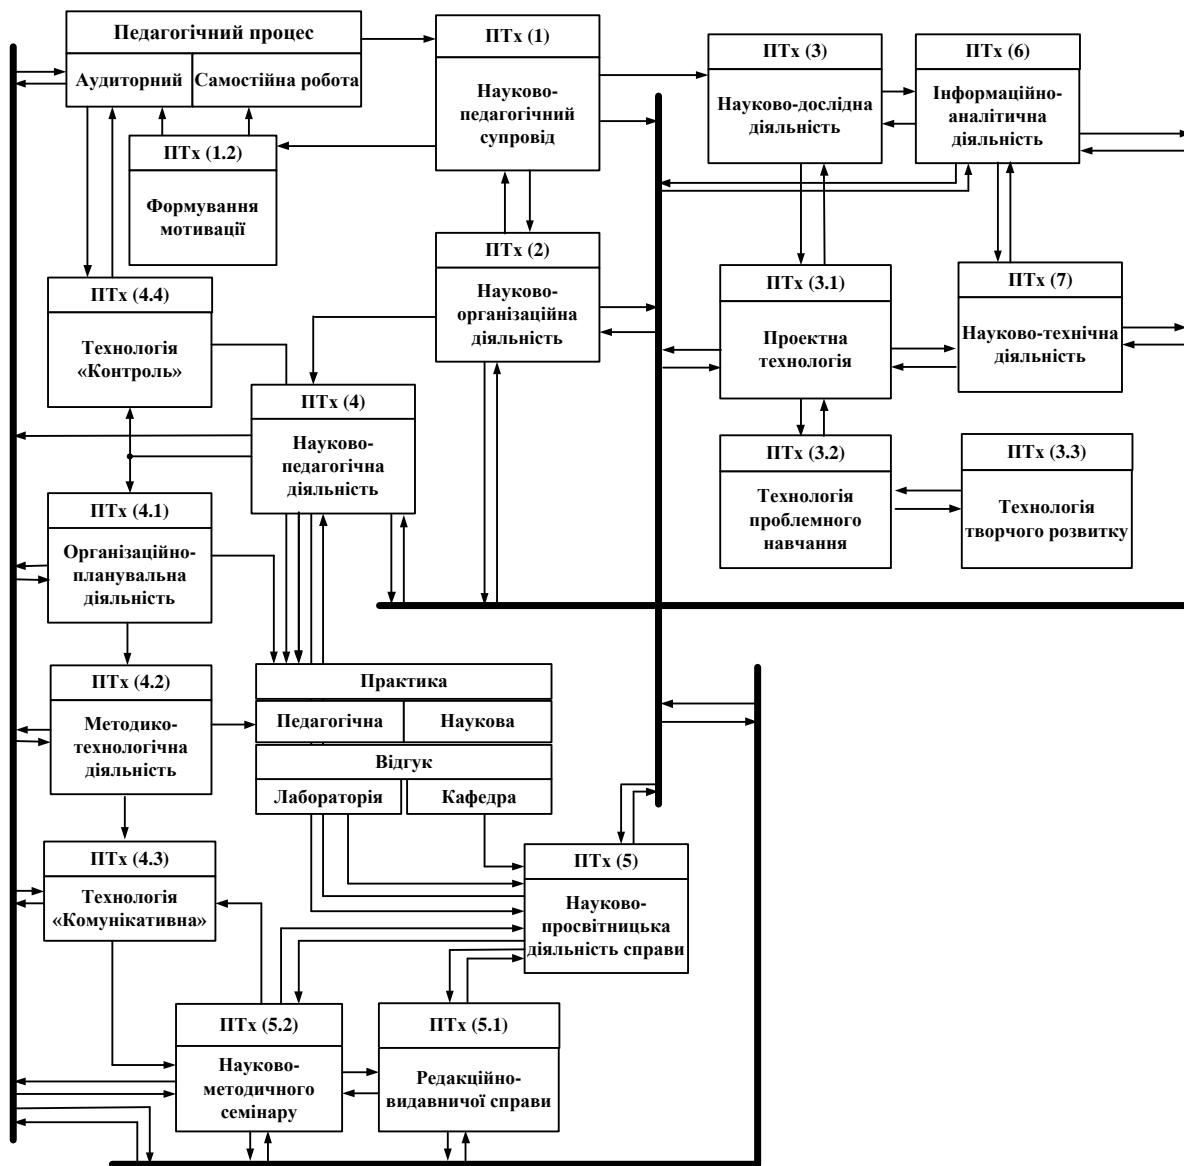 Педагогічний процес
Аудиторний
Самостійна робота
ПТх (1)
Науково-
педагогічний
супровід
ПТх (3)
Науково-дослідна
діяльність
ПТх (6)
Інформаційно-
аналітична
діяльність
ПТх (1.2)
Формування
мотивації
ПТх (2)
Науково-
організаційна
діяльність
ПТх (4.4)
Технологія
«Контроль»
ПТх (3.1)
Проектна
технологія
ПТх (7)
Науково-технічна
діяльність
ПТх (4)
Науково-
педагогічна
діяльність
ПТх (3.2)
Технологія
проблемного
навчання
ПТх (3.3)
Технологія
творчого розвитку
ПТх (4.1)
Організаційно-
планувальна
діяльність
ПТх (4.2)
Методико-
технологічна
діяльність
Практика
Педагогічна
Наукова
Відгук
Лабораторія
Кафедра
ПТх (4.3)
Технологія
«Комунікативна»
ПТх (5)
Науково-
просвітницька
діяльність справи
ПТх (5.2)
Науково-
методичного
семінару
ПТх (5.1)
Редакційно-
видавничої справи